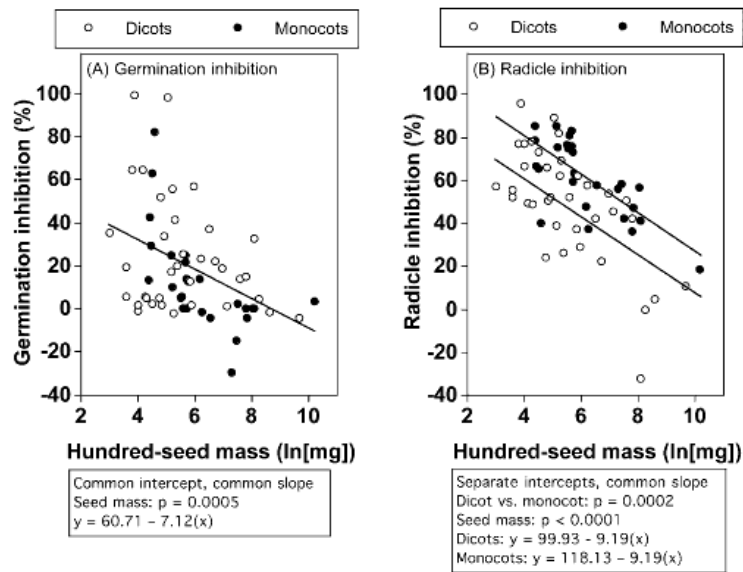 Dicots Monocots
(A) Germination inhibition
Germination inhibition (%)
100
80
60
40
20
0
-20
-40
2 4 6 8 10
Hundred-seed mass (ln[mg])
Common intercept, common slope
Seed mass: p = 0.0005
y = 60.71 – 7.12(x)
Dicots Monocots
(B) Radicle inhibition
Radicle inhibition (%)
100
80
60
40
20
0
-20
-40
2 4 6 8 10
Hundred-seed mass (ln[mg])
Separate intercepts, common slope
Dicot vs. monocot: p = 0.0002
Seed mass: p < 0.0001
Dicots: y = 99.93 – 9.19(x)
Monocots: y = 118.13 – 9.19(x)